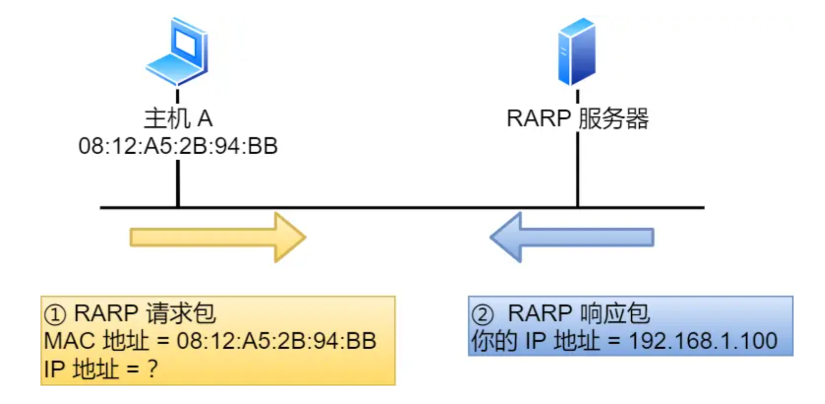 主机 A
08:12:A5:2B:94:BB
RARP 服务器
① RARP 请求包
MAC 地址 = 08:12:A5:2B:94:BB
IP 地址 = ?
② RARP 响应包
你的 IP 地址 = 192.168.1.100